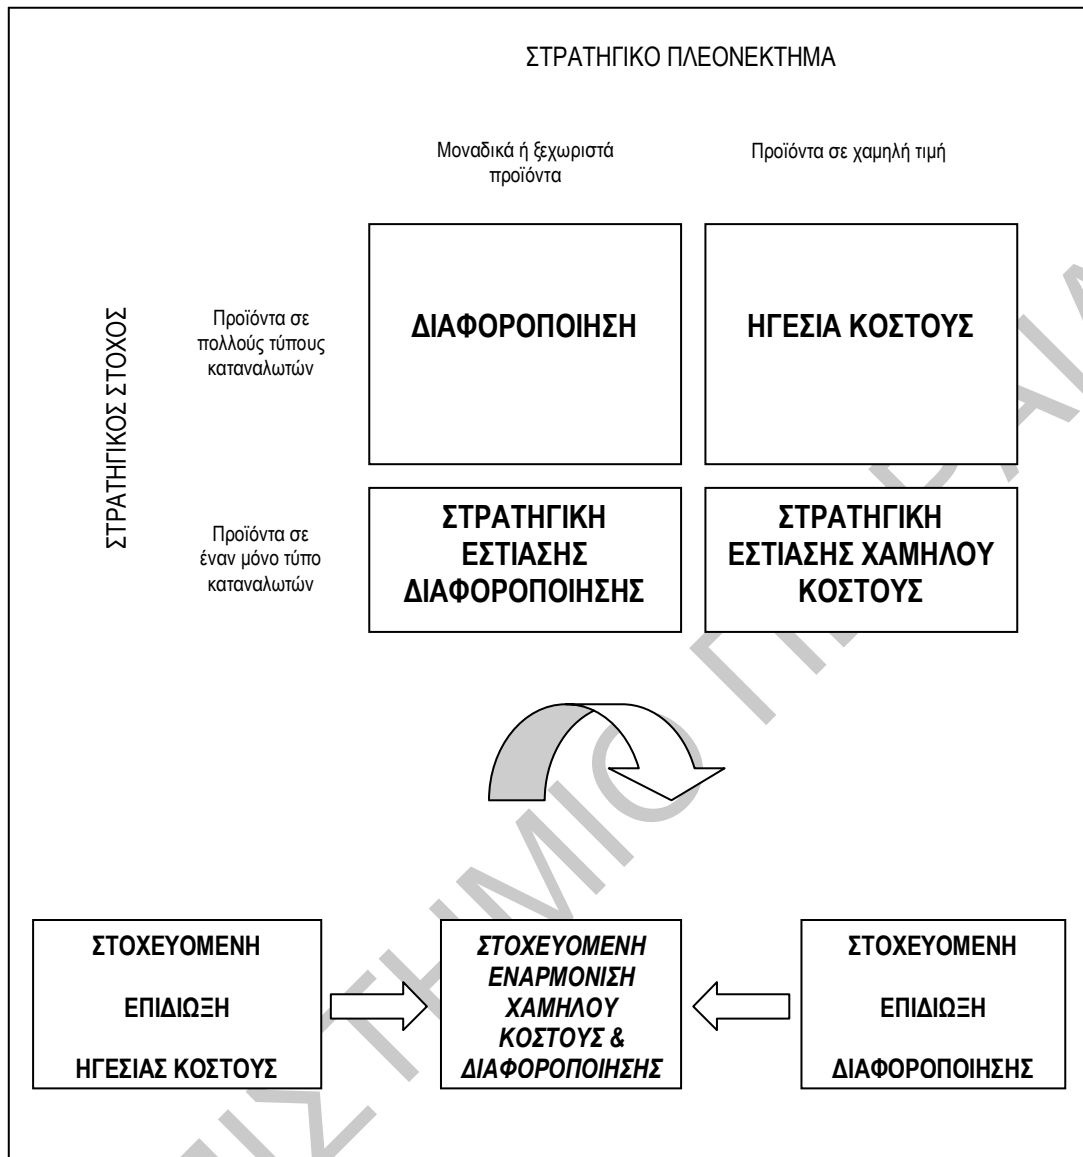 ΣΤΡΑΤΗΓΙΚΟ ΠΛΕΟΝΕΚΤΗΜΑ
Μοναδικά ή ξεχωριστά
προϊόντα
Προϊόντα σε χαμηλή τιμή
ΣΤΡΑΤΗΓΙΚΟΣ ΣΤΟΧΟΣ
Προϊόντα σε
πολλούς τύπους
καταναλωτών
ΔΙΑΦΟΡΟΠΟΙΗΣΗ
ΗΓΕΣΙΑ ΚΟΣΤΟΥΣ
Προϊόντα σε
έναν μόνο τύπο
καταναλωτών
ΣΤΡΑΤΗΓΙΚΗ
ΕΣΤΙΑΣΗΣ
ΔΙΑΦΟΡΟΠΟΙΗΣΗΣ
ΣΤΡΑΤΗΓΙΚΗ
ΕΣΤΙΑΣΗΣ ΧΑΜΗΛΟΥ
ΚΟΣΤΟΥΣ
ΣΤΟΧΕΥΟΜΕΝΗ
ΕΠΙΔΙΩΞΗ
ΗΓΕΣΙΑΣ ΚΟΣΤΟΥΣ
ΣΤΟΧΕΥΟΜΕΝΗ
ΕΝΑΡΜΟΝΙΣΗ
ΧΑΜΗΛΟΥ
ΚΟΣΤΟΥΣ &
ΔΙΑΦΟΡΟΠΟΙΗΣΗΣ
ΣΤΟΧΕΥΟΜΕΝΗ
ΕΠΙΔΙΩΞΗ
ΔΙΑΦΟΡΟΠΟΙΗΣΗΣ